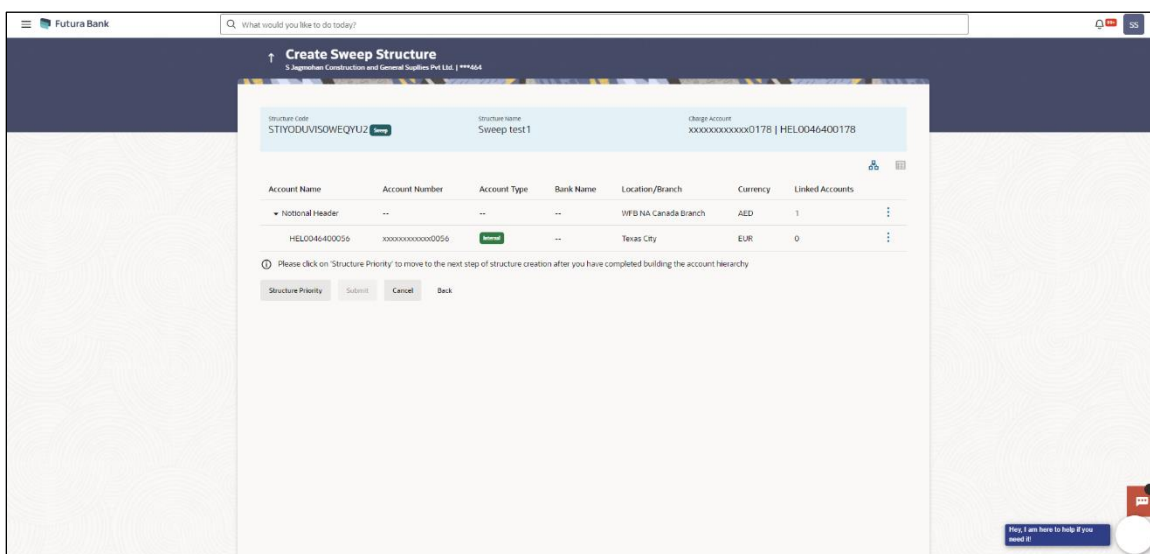 Futura Bank
What would you like to do today?
SS
↑ Create Sweep Structure
S Jagmohan Construction and General Supllies Pvt Ltd. | ***464
Structure Code
Structure Name
Charge Account
STIYODUVIS0WEQYU2 Sweep
Sweep test1
xxxxxxxxxxxx0178 | HEL0046400178
Account Name Account Number Account Type Bank Name Location/Branch Currency Linked Accounts
Notional Header -- -- -- WFB NA Canada Branch AED 1
HEL0046400056 xxxxxxxxxxxx0056 Internal -- Texas City EUR 0
Please click on 'Structure Priority' to move to the next step of structure creation after you have completed building the account hierarchy
Structure Priority Submit Cancel Back
Hey, I am here to help if you
need it!